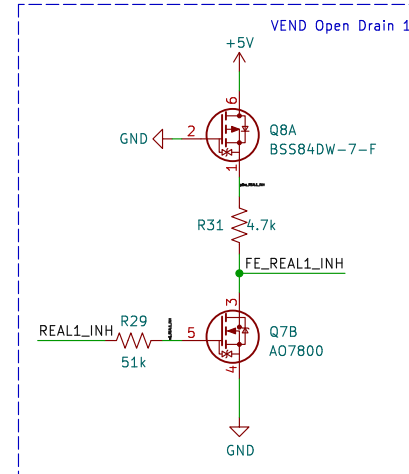 VEND Open Drain 1
+5V
6
Q8A
GND
2
BSS84DW-7-F
1
R31
4.7k
FE_REAL1_INH
3
R29
REAL1_INH
5
Q7B
51k
AO7800
4
GND